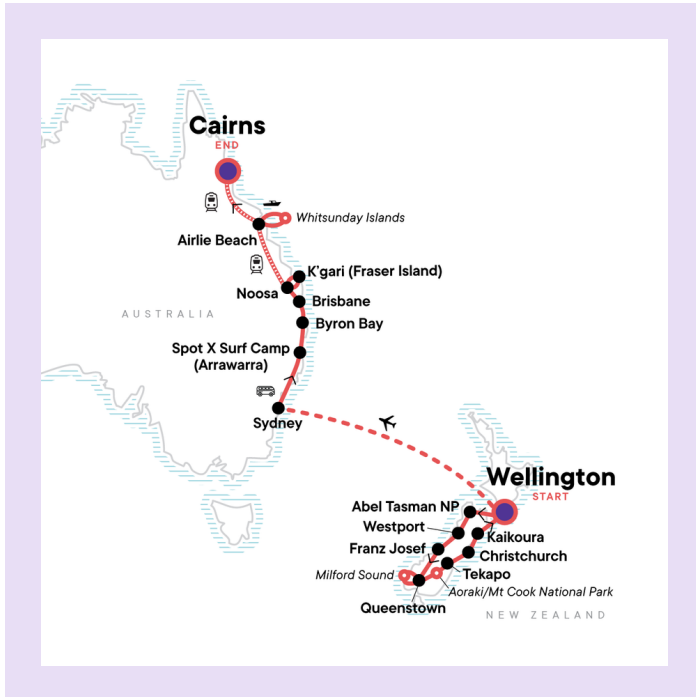 Cairns
END
Whitsunday Islands
Airlie Beach
K'gari (Fraser Island)
Noosa
Brisbane
AUSTRALIA
Byron Bay
Spot X Surf Camp
(Arrawarra)
Sydney
Wellington
START
Abel Tasman NP
Westport
Kaikoura
Franz Josef
Christchurch
Milford Sound
Tekapo
Aoraki/Mt Cook National Park
Queenstown
NEW ZEALAND